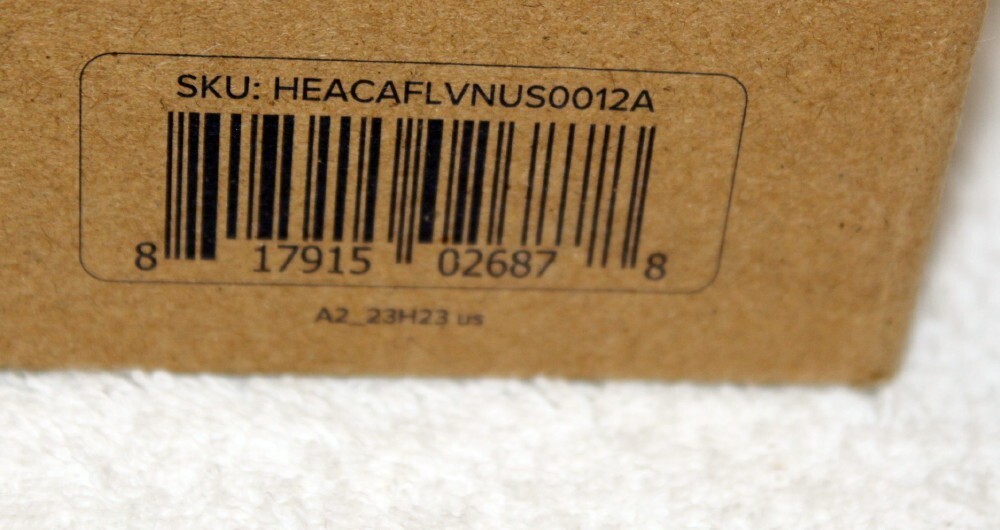 SKU: HEACAFLVNUS0012A
8 17915 02687 8
A2_23H23 us